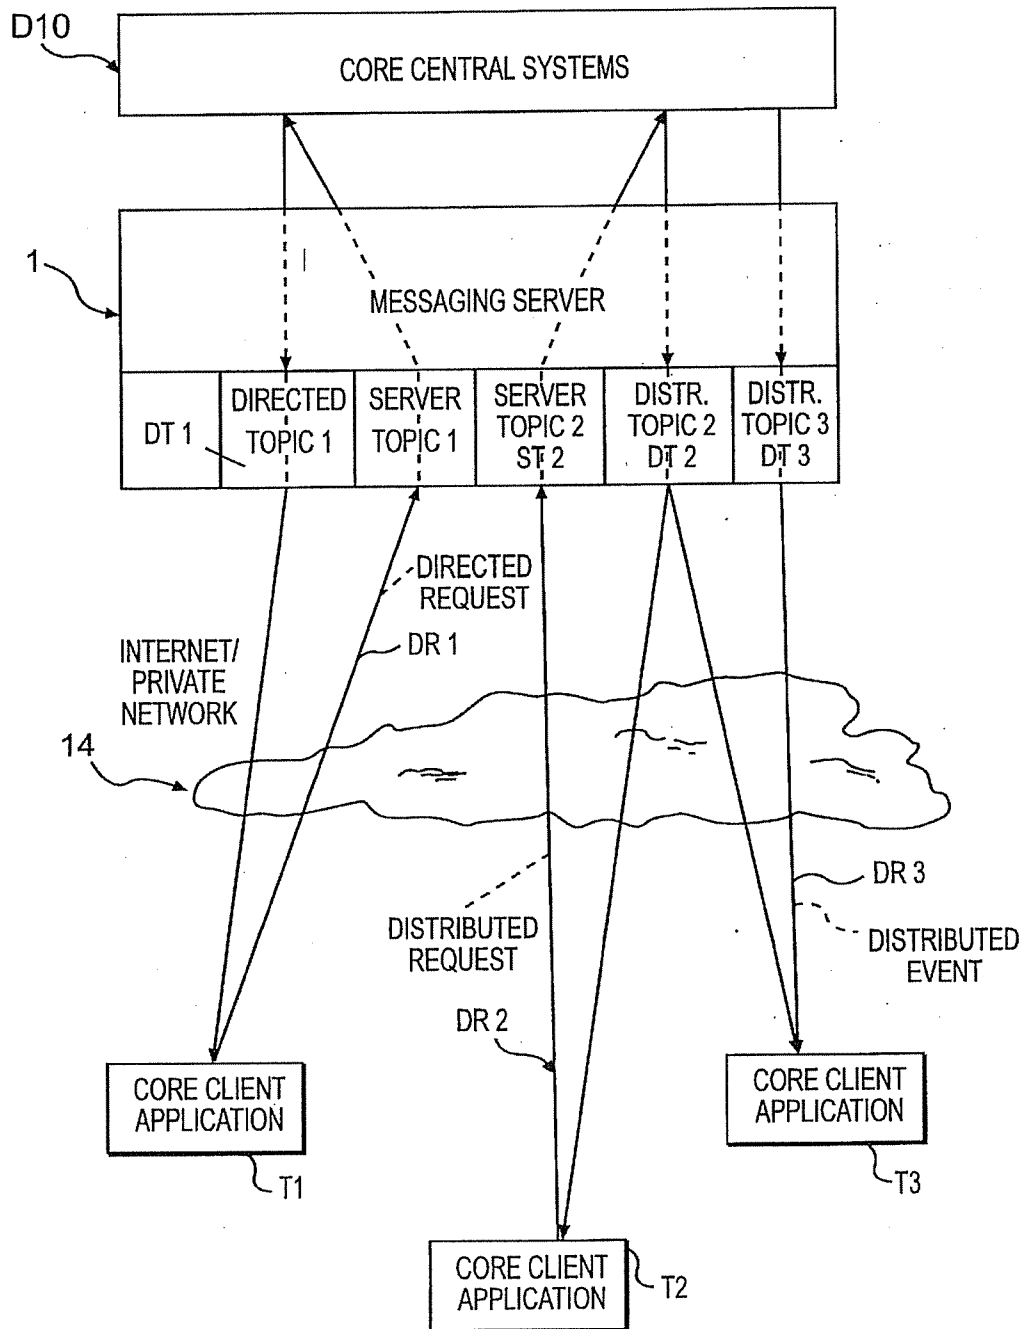 D10
CORE CENTRAL SYSTEMS
1
MESSAGING SERVER
DT 1
DIRECTED
TOPIC 1
SERVER
TOPIC 1
SERVER
TOPIC 2
ST 2
DISTR.
TOPIC 2
DT 2
DISTR.
TOPIC 3
DT 3
DIRECTED
REQUEST
DR 1
INTERNET/
PRIVATE
NETWORK
14
DR 3
DISTRIBUTED
REQUEST
DISTRIBUTED
EVENT
DR 2
CORE CLIENT
APPLICATION
T1
CORE CLIENT
APPLICATION
T3
CORE CLIENT
APPLICATION
T2